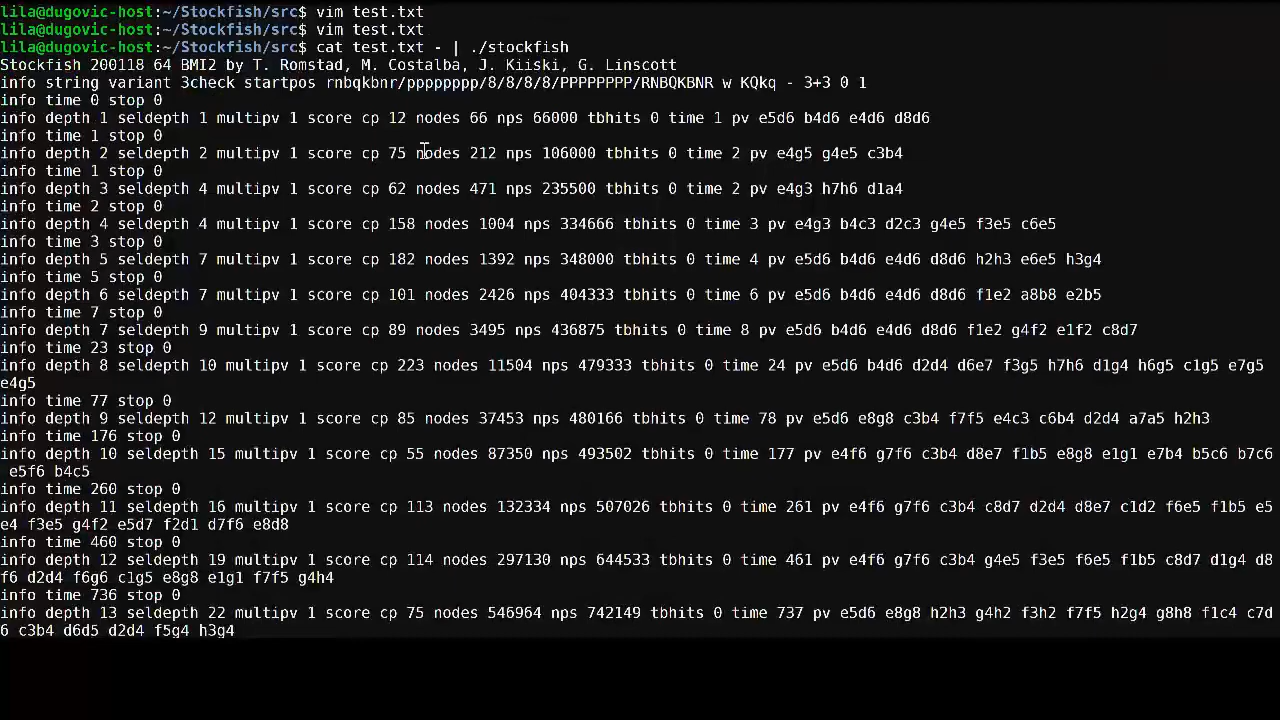 lila@dugovic-host:~/Stockfish/src$ vim test.txt
lila@dugovic-host:~/Stockfish/src$ vim test.txt
lila@dugovic-host:~/Stockfish/src$ cat test.txt - | ./stockfish
Stockfish 200118 64 BMI2 by T. Romstad, M. Costalba, J. Kiiski, G. Linscott
info string variant 3check startpos rnbqkbnr/pppppppp/8/8/8/8/PPPPPPPP/RNBQKBNR w KQkq - 3+3 0 1
info time 0 stop 0
info depth 1 seldepth 1 multipv 1 score cp 12 nodes 66 nps 66000 tbhits 0 time 1 pv e5d6 b4d6 e4d6 d8d6
info time 1 stop 0
info depth 2 seldepth 2 multipv 1 score cp 75 nodes 212 nps 106000 tbhits 0 time 2 pv e4g5 g4e5 c3b4
info time 1 stop 0
info depth 3 seldepth 4 multipv 1 score cp 62 nodes 471 nps 235500 tbhits 0 time 2 pv e4g3 h7h6 d1a4
info time 2 stop 0
info depth 4 seldepth 4 multipv 1 score cp 158 nodes 1004 nps 334666 tbhits 0 time 3 pv e4g3 b4c3 d2c3 g4e5 f3e5 c6e5
info time 3 stop 0
info depth 5 seldepth 7 multipv 1 score cp 182 nodes 1392 nps 348000 tbhits 0 time 4 pv e5d6 b4d6 e4d6 d8d6 h2h3 e6e5 h3g4
info time 5 stop 0
info depth 6 seldepth 7 multipv 1 score cp 101 nodes 2426 nps 404333 tbhits 0 time 6 pv e5d6 b4d6 e4d6 d8d6 f1e2 a8b8 e2b5
info time 7 stop 0
info depth 7 seldepth 9 multipv 1 score cp 89 nodes 3495 nps 436875 tbhits 0 time 8 pv e5d6 b4d6 e4d6 d8d6 f1e2 g4f2 e1f2 c8d7
info time 23 stop 0
info depth 8 seldepth 10 multipv 1 score cp 223 nodes 11504 nps 479333 tbhits 0 time 24 pv e5d6 b4d6 d2d4 d6e7 f3g5 h7h6 d1g4 h6g5 c1g5 e7g5
e4g5
info time 77 stop 0
info depth 9 seldepth 12 multipv 1 score cp 85 nodes 37453 nps 480166 tbhits 0 time 78 pv e5d6 e8g8 c3b4 f7f5 e4c3 c6b4 d2d4 a7a5 h2h3
info time 176 stop 0
info depth 10 seldepth 15 multipv 1 score cp 55 nodes 87350 nps 493502 tbhits 0 time 177 pv e4f6 g7f6 c3b4 d8e7 f1b5 e8g8 e1g1 e7b4 b5c6 b7c6
e5f6 b4c5
info time 260 stop 0
info depth 11 seldepth 16 multipv 1 score cp 113 nodes 132334 nps 507026 tbhits 0 time 261 pv e4f6 g7f6 c3b4 c8d7 d2d4 d8e7 c1d2 f6e5 f1b5 e5
e4 f3e5 g4f2 e5d7 f2d1 d7f6 e8d8
info time 460 stop 0
info depth 12 seldepth 19 multipv 1 score cp 114 nodes 297130 nps 644533 tbhits 0 time 461 pv e4f6 g7f6 c3b4 g4e5 f3e5 f6e5 f1b5 c8d7 d1g4 d8
f6 d2d4 f6g6 c1g5 e8g8 e1g1 f7f5 g4h4
info time 736 stop 0
info depth 13 seldepth 22 multipv 1 score cp 75 nodes 546964 nps 742149 tbhits 0 time 737 pv e5d6 e8g8 h2h3 g4h2 f3h2 f7f5 h2g4 g8h8 f1c4 c7d
6 c3b4 d6d5 d2d4 f5g4 h3g4